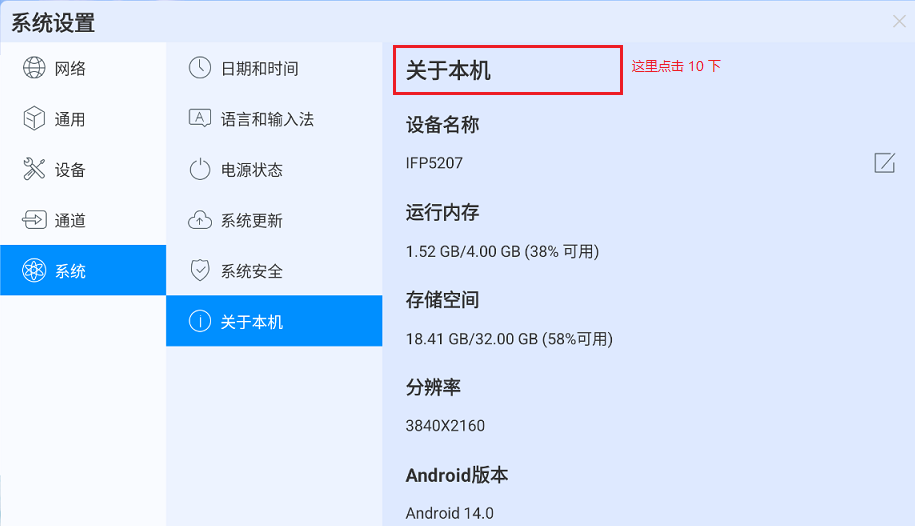 系统设置
网络
通用
设备
通道
系统
日期和时间
语言和输入法
电源状态
系统更新
系统安全
关于本机
关于本机
这里点击 10 下
设备名称
IFP5207
运行内存
1.52 GB/4.00 GB (38% 可用)
存储空间
18.41 GB/32.00 GB (58%可用)
分辨率
3840X2160
Android版本
Android 14.0